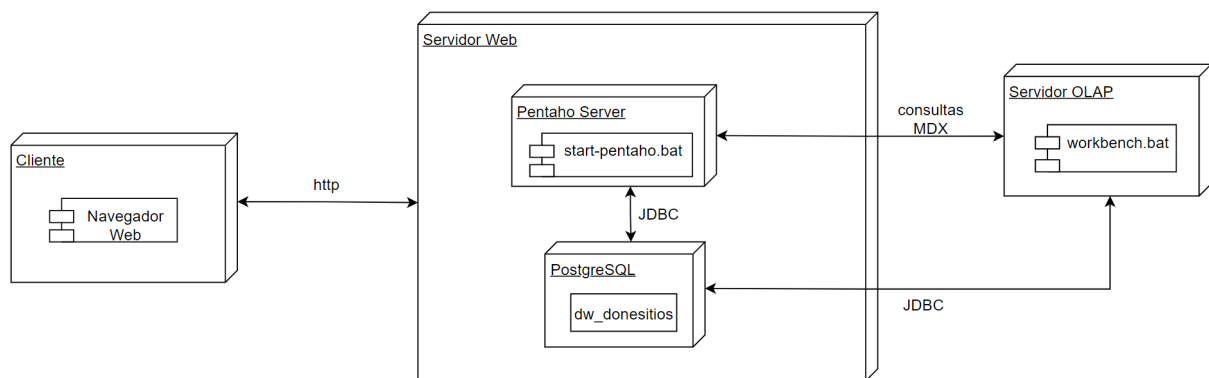 Servidor Web
Pentaho Server
start-pentaho.bat
Servidor OLAP
workbench.bat
consultas
MDX
Cliente
Navegador
Web
http
JDBC
PostgreSQL
dw_donesitios
JDBC